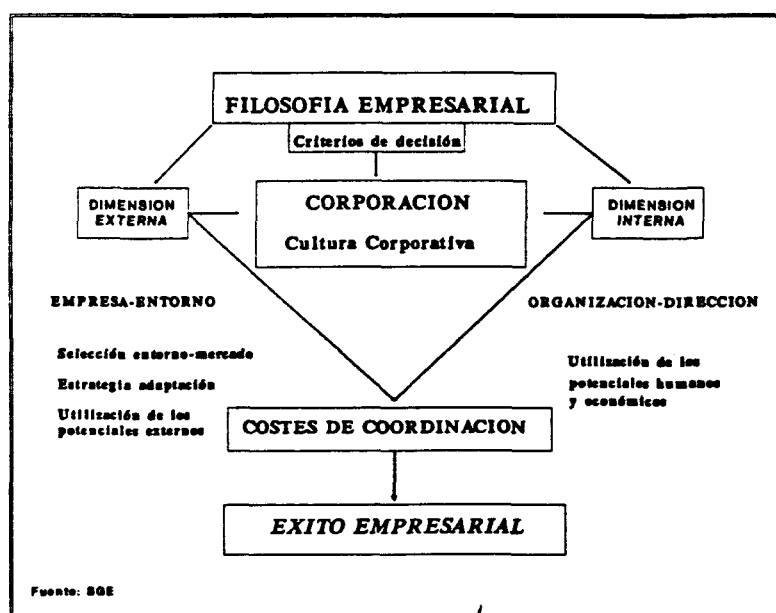 FILOSOFIA EMPRESARIAL
Criterios de decisión
DIMENSION
EXTERNA
CORPORACION
Cultura Corporativa
DIMENSION
INTERNA
EMPRESA-ENTORNO
ORGANIZACION-DIRECCION
Selección entorno-mercado
Estrategia adaptación
Utilización de los
potenciales externos
Utilización de los
potenciales humanos
y económicos
COSTES DE COORDINACION
EXITO EMPRESARIAL
Fuente: